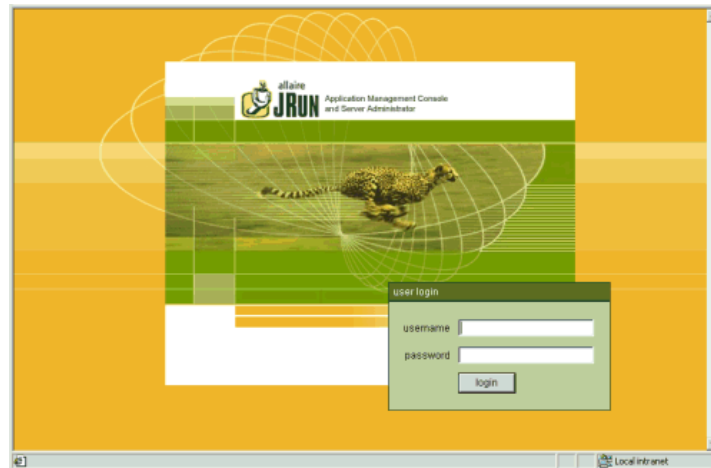 allaire
JRUN
Application Management Console
and Server Administrator
user login
username
password
login
Local intranet